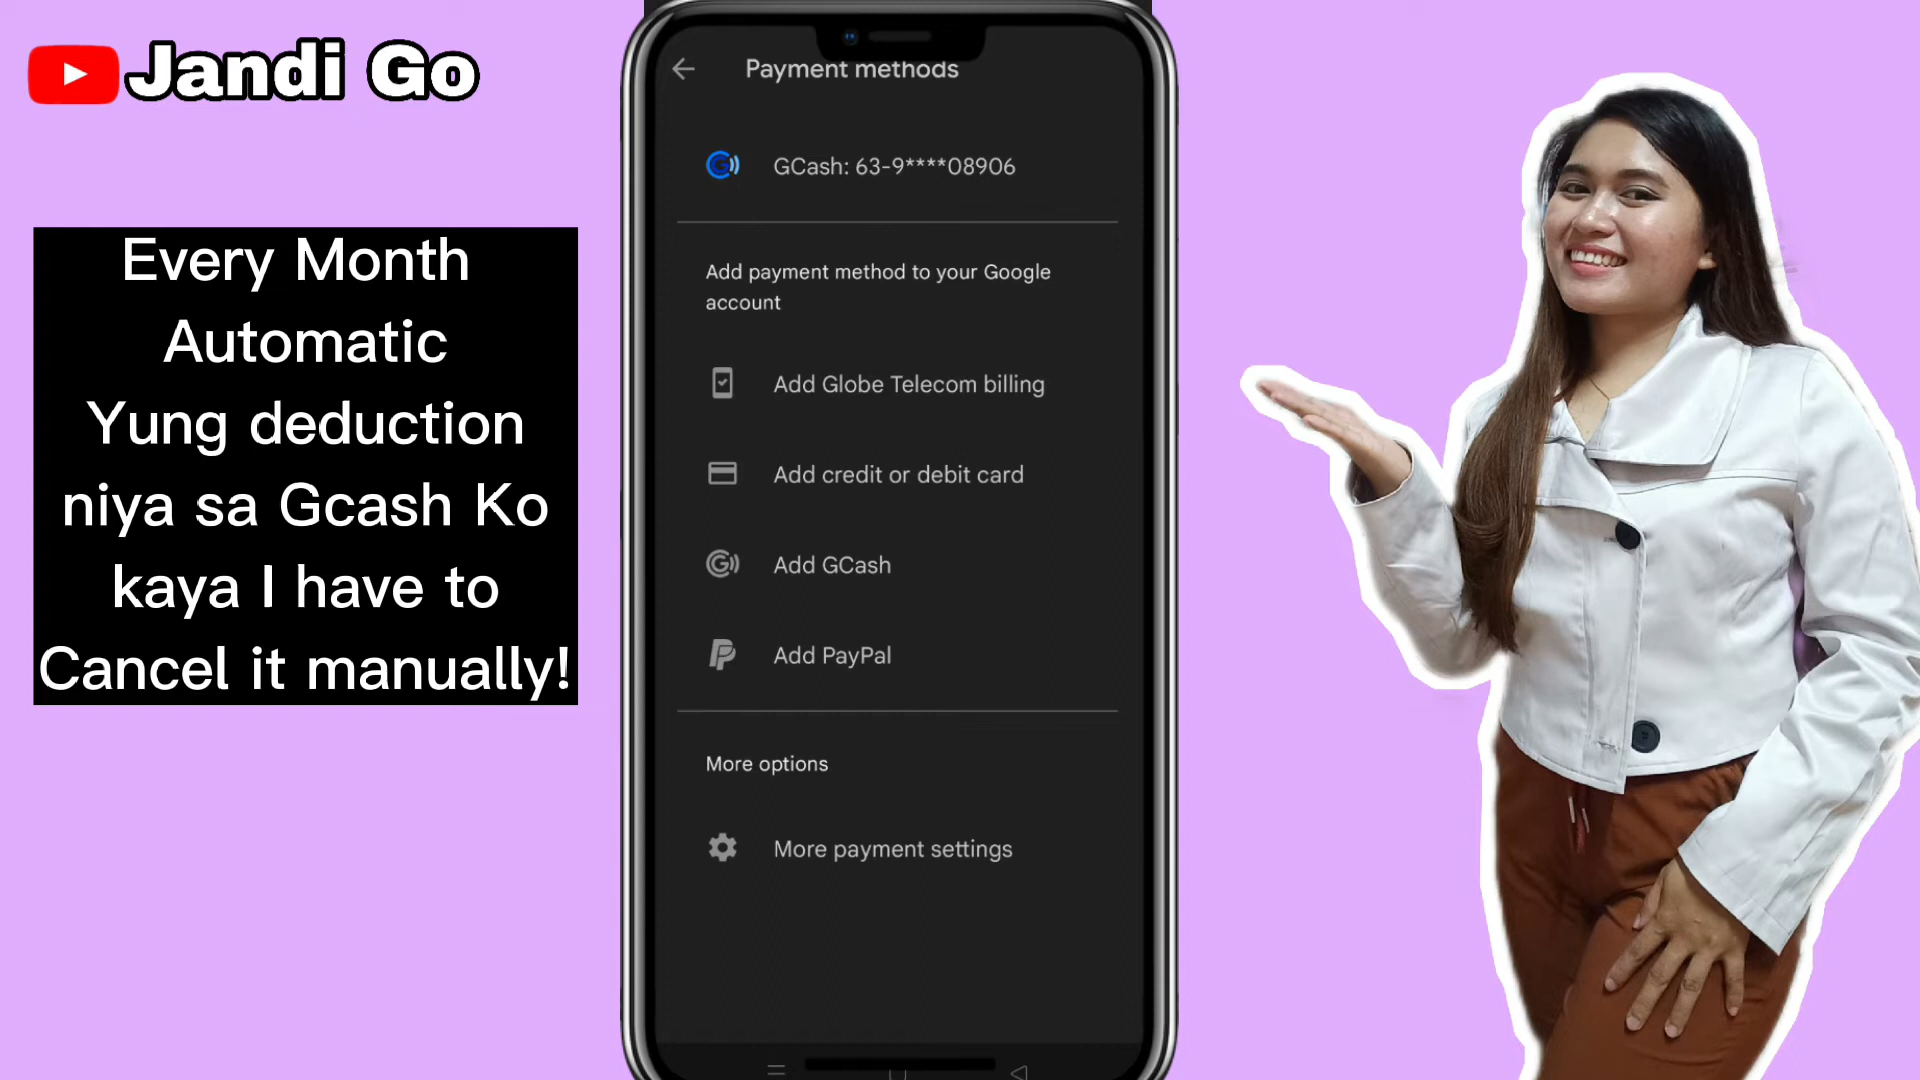 Jandi Go
Every Month
Automatic
Yung deduction
niya sa Gcash Ko
kaya I have to
Cancel it manually!
Payment methods
GCash: 63-9****08906
Add payment method to your Google
account
Add Globe Telecom billing
Add credit or debit card
Add GCash
Add PayPal
More options
More payment settings